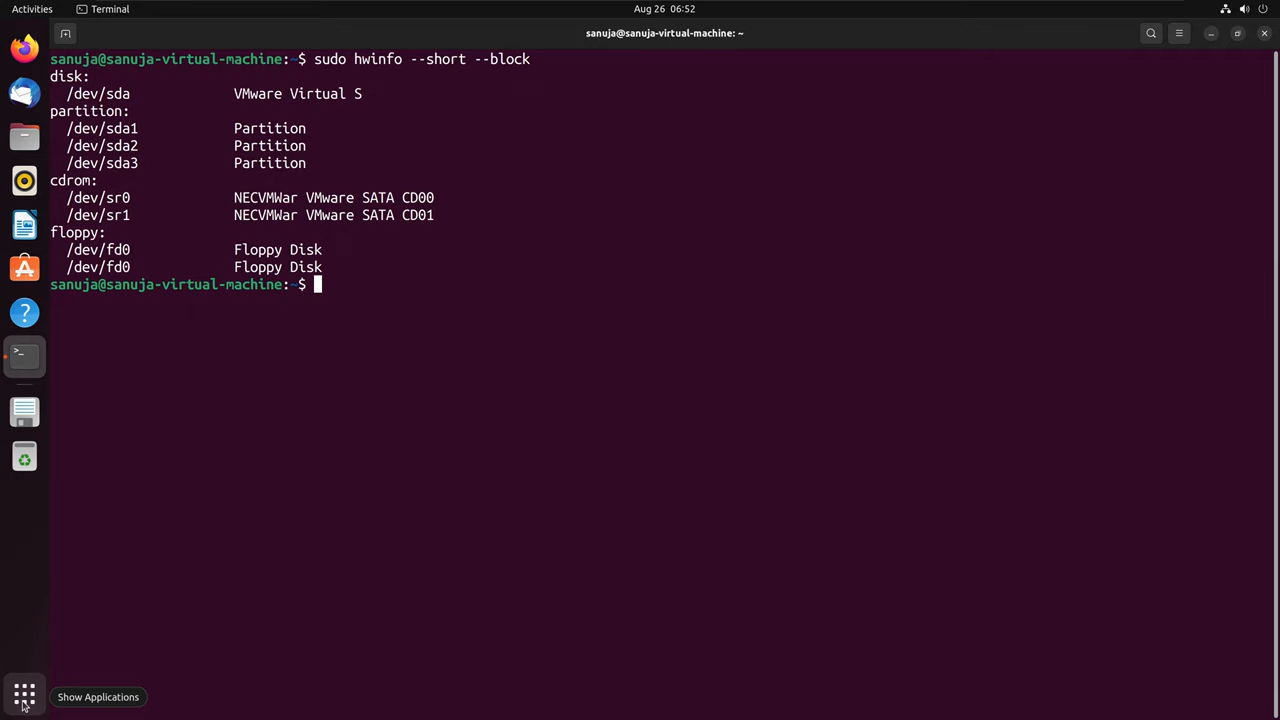 Activities
Terminal
Aug 26 06:52
sanuja@sanuja-virtual-machine: ~
sanuja@sanuja-virtual-machine:~$ sudo hwinfo --short --block
disk:
/dev/sda VMware Virtual S
partition:
/dev/sda1 Partition
/dev/sda2 Partition
/dev/sda3 Partition
cdrom:
/dev/sr0 NECVMWar VMware SATA CD00
/dev/sr1 NECVMWar VMware SATA CD01
floppy:
/dev/fd0 Floppy Disk
/dev/fd0 Floppy Disk
sanuja@sanuja-virtual-machine:~$
Show Applications